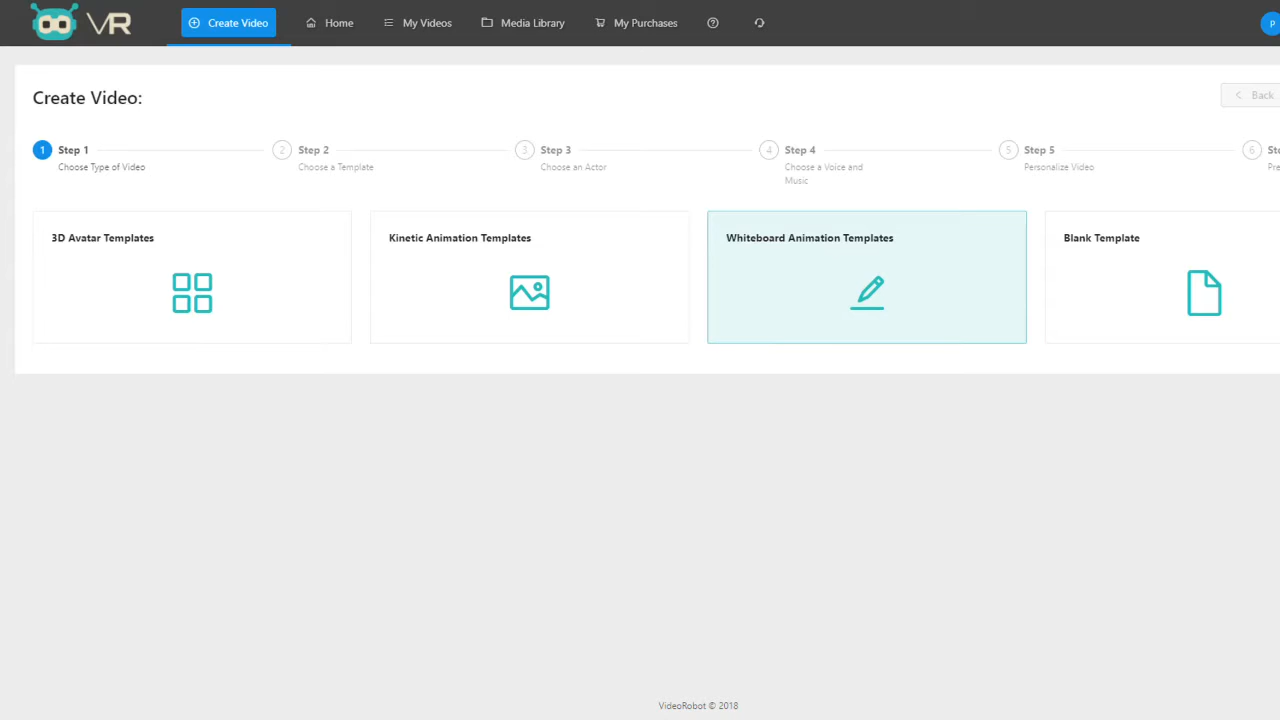 VR
Create Video
Home
My Videos
Media Library
My Purchases
P
Create Video:
Back
1 Step 1
Choose Type of Video
2 Step 2
Choose a Template
3 Step 3
Choose an Actor
4 Step 4
Choose a Voice and
Music
5 Step 5
Personalize Video
6
3D Avatar Templates
Kinetic Animation Templates
Whiteboard Animation Templates
Blank Template
VideoRobot © 2018